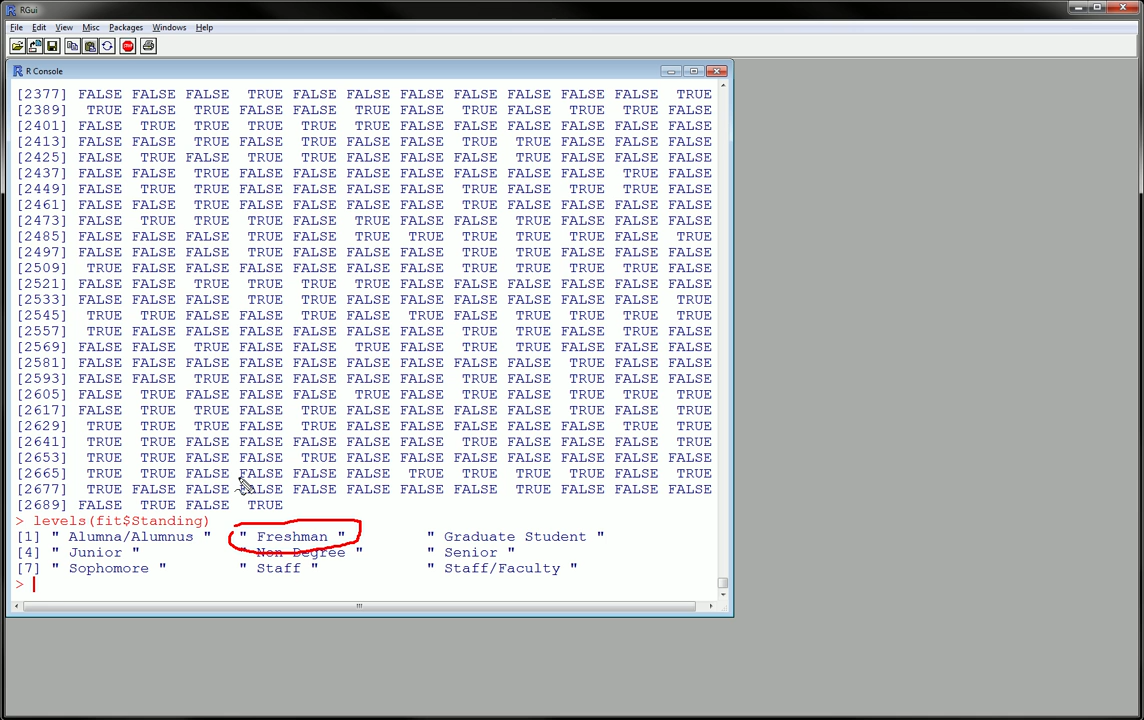 RGui
File Edit View Misc Packages Windows Help
STOP
R Console
[2377] FALSE FALSE FALSE TRUE FALSE FALSE FALSE FALSE FALSE FALSE FALSE TRUE
[2389] TRUE FALSE TRUE FALSE FALSE TRUE FALSE FALSE TRUE FALSE TRUE FALSE
[2401] FALSE TRUE TRUE TRUE TRUE TRUE FALSE FALSE FALSE FALSE FALSE FALSE
[2413] FALSE FALSE TRUE FALSE TRUE FALSE FALSE TRUE TRUE FALSE FALSE FALSE
[2425] FALSE TRUE FALSE TRUE TRUE FALSE FALSE TRUE TRUE FALSE FALSE FALSE
[2437] FALSE FALSE TRUE FALSE FALSE FALSE FALSE FALSE FALSE FALSE TRUE FALSE
[2449] FALSE TRUE TRUE FALSE FALSE FALSE FALSE TRUE FALSE TRUE TRUE FALSE
[2461] FALSE FALSE TRUE FALSE FALSE FALSE FALSE TRUE FALSE FALSE FALSE FALSE
[2473] FALSE TRUE TRUE TRUE FALSE TRUE FALSE FALSE TRUE TRUE FALSE FALSE
[2485] FALSE FALSE FALSE TRUE FALSE TRUE TRUE TRUE TRUE TRUE FALSE TRUE
[2497] FALSE FALSE FALSE TRUE FALSE FALSE FALSE TRUE FALSE FALSE FALSE FALSE
[2509] TRUE FALSE FALSE FALSE FALSE FALSE FALSE TRUE TRUE TRUE TRUE FALSE
[2521] TRUE FALSE FALSE TRUE TRUE TRUE FALSE FALSE FALSE FALSE FALSE FALSE
[2533] FALSE FALSE FALSE TRUE TRUE FALSE FALSE FALSE FALSE FALSE FALSE TRUE
[2545] TRUE TRUE FALSE FALSE TRUE FALSE TRUE FALSE TRUE FALSE TRUE TRUE
[2557] TRUE FALSE FALSE FALSE FALSE FALSE FALSE TRUE TRUE FALSE TRUE FALSE
[2569] TRUE FALSE FALSE FALSE FALSE TRUE FALSE FALSE TRUE FALSE FALSE FALSE
[2581] FALSE FALSE FALSE FALSE FALSE FALSE FALSE FALSE FALSE TRUE FALSE FALSE
[2593] FALSE FALSE TRUE FALSE FALSE FALSE FALSE TRUE FALSE TRUE FALSE FALSE
[2605] FALSE TRUE FALSE FALSE FALSE TRUE TRUE FALSE FALSE FALSE TRUE TRUE
[2617] FALSE TRUE TRUE FALSE TRUE FALSE FALSE FALSE FALSE TRUE FALSE TRUE
[2629] TRUE TRUE TRUE FALSE TRUE FALSE FALSE FALSE FALSE FALSE TRUE TRUE
[2641] TRUE TRUE FALSE FALSE FALSE FALSE FALSE TRUE FALSE FALSE FALSE TRUE
[2653] TRUE FALSE FALSE FALSE TRUE FALSE FALSE FALSE FALSE TRUE FALSE FALSE
[2665] TRUE TRUE FALSE FALSE FALSE FALSE TRUE TRUE TRUE TRUE FALSE TRUE
[2677] TRUE FALSE FALSE FALSE FALSE FALSE FALSE FALSE TRUE FALSE FALSE FALSE
[2689] FALSE TRUE FALSE TRUE
> levels(fit$Standing)
[1] " Alumna/Alumnus " " Freshman " " Graduate Student "
[4] " Junior " " Non Degree " " Senior "
[7] " Sophomore " " Staff " " Staff/Faculty "
>